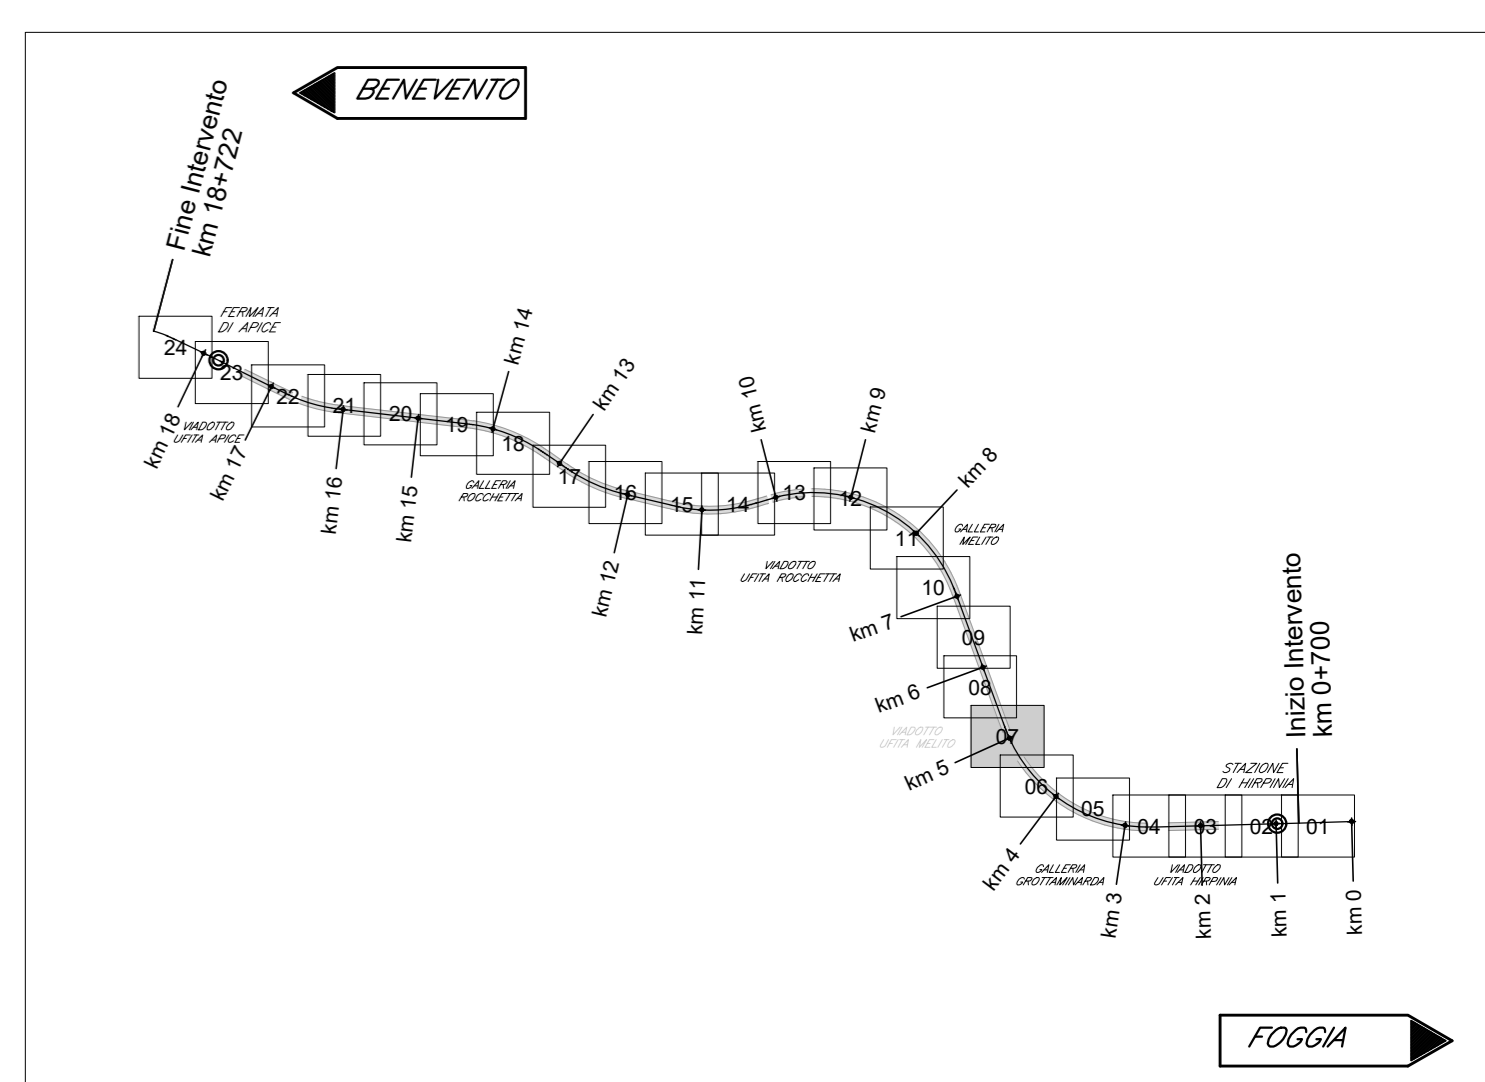 BENEVENTO
Fine Intervento
km 18+722
FERMATA
DI APICE
24
23
22
21
20
19
18
17
16
15
14
13
12
11
10
09
08
07
06
05
04
03
02
01
km 18
VIADOTTO
UFITA APICE
km 17
km 16
km 15
km 14
GALLERIA
ROCCHETTA
km 13
km 12
km 11
km 10
VIADOTTO
UFITA ROCCHETTA
km 9
km 8
GALLERIA
MELITO
km 7
km 6
VIADOTTO
UFITA MELITO
km 5
km 4
GALLERIA
GROTTAMINARDA
km 3
VIADOTTO
UFITA HIRPINIA
km 2
STAZIONE
DI HIRPINIA
km 1
Inizio Intervento
km 0+700
km 0
FOGGIA